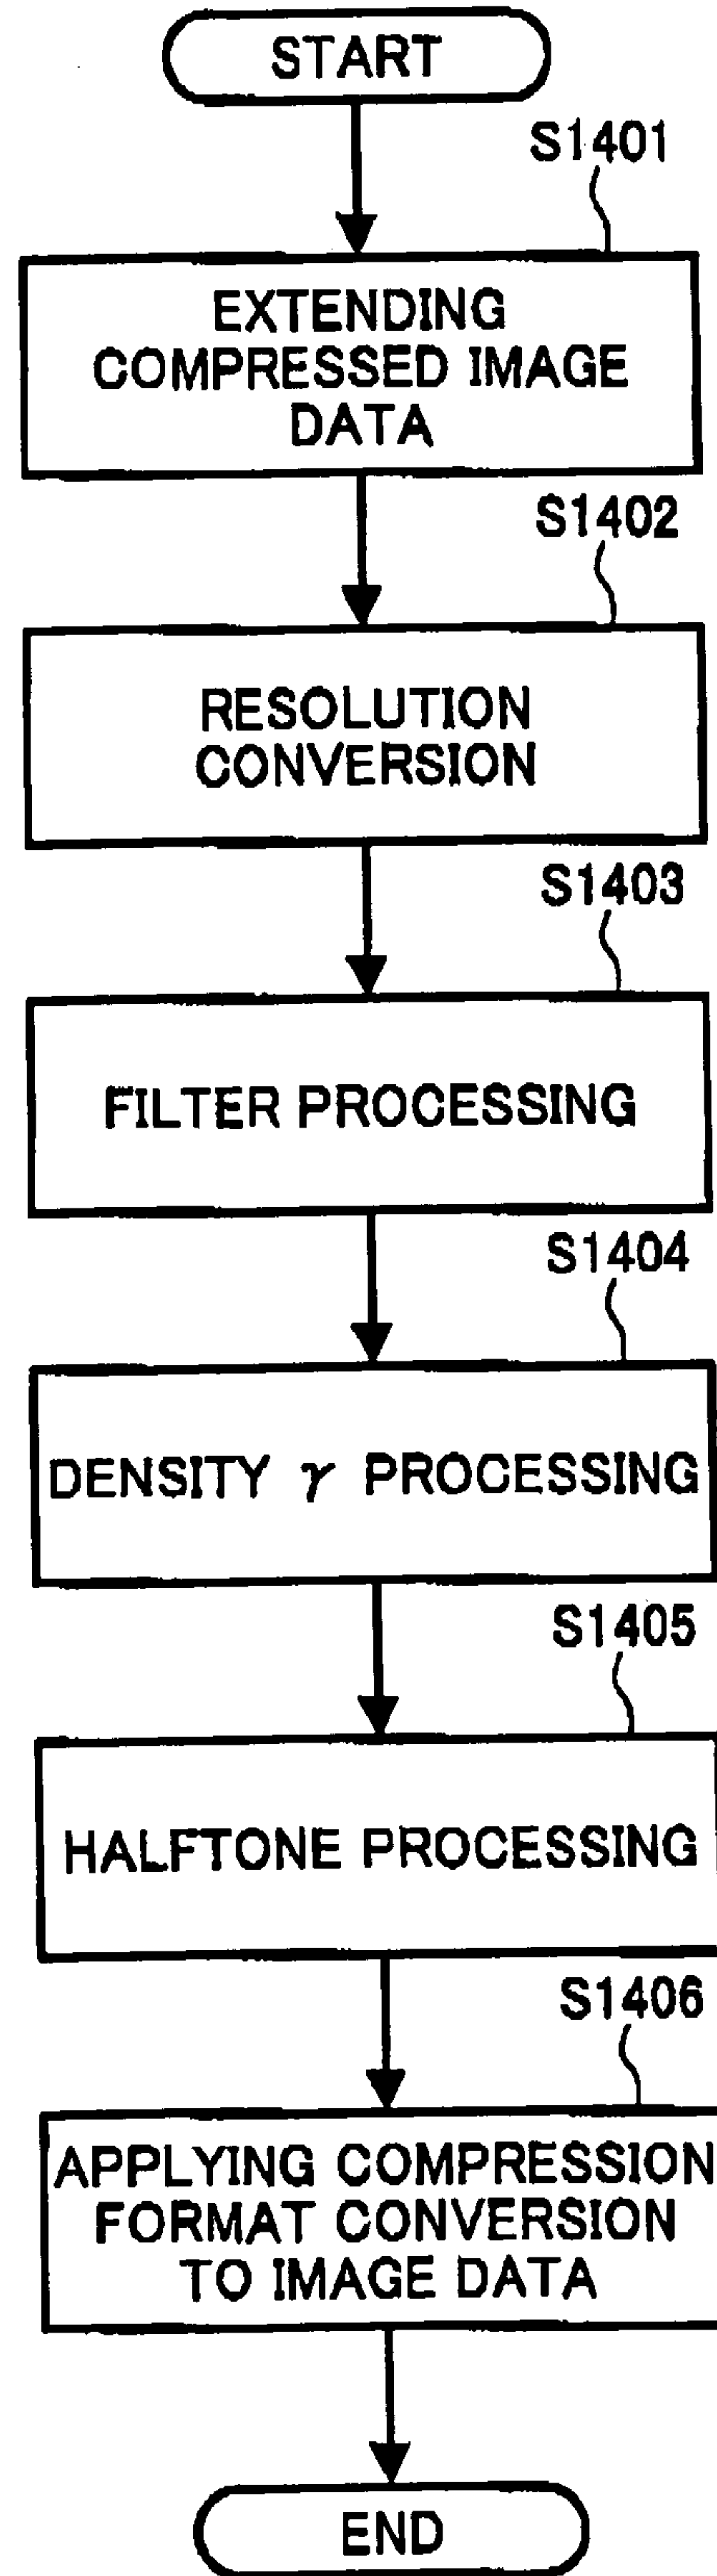 START
S1401
EXTENDING
COMPRESSED IMAGE
DATA
S1402
RESOLUTION
CONVERSION
S1403
FILTER PROCESSING
S1404
DENSITY γ PROCESSING
S1405
HALFTONE PROCESSING
S1406
APPLYING COMPRESSION
FORMAT CONVERSION
TO IMAGE DATA
END